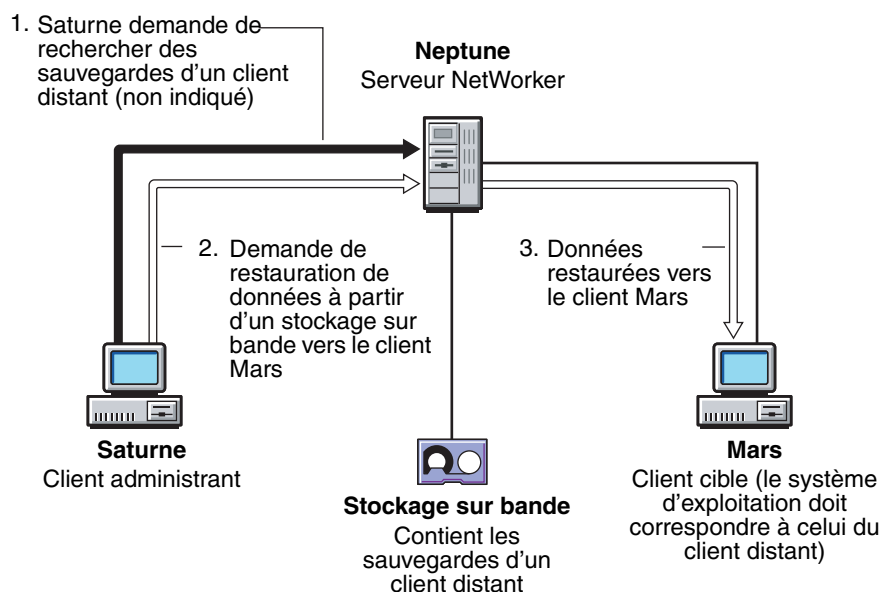 1. Saturne demande de
rechercher des
sauvegardes d'un client
distant (non indiqué)
Neptune
Serveur NetWorker
2. Demande de
restauration de
données à partir
d'un stockage sur
bande vers le client
Mars
3. Données
restaurées vers
le client Mars
Saturne
Client administrant
Stockage sur bande
Contient les
sauvegardes d'un
client distant
Mars
Client cible (le système
d'exploitation doit
correspondre à celui du
client distant)